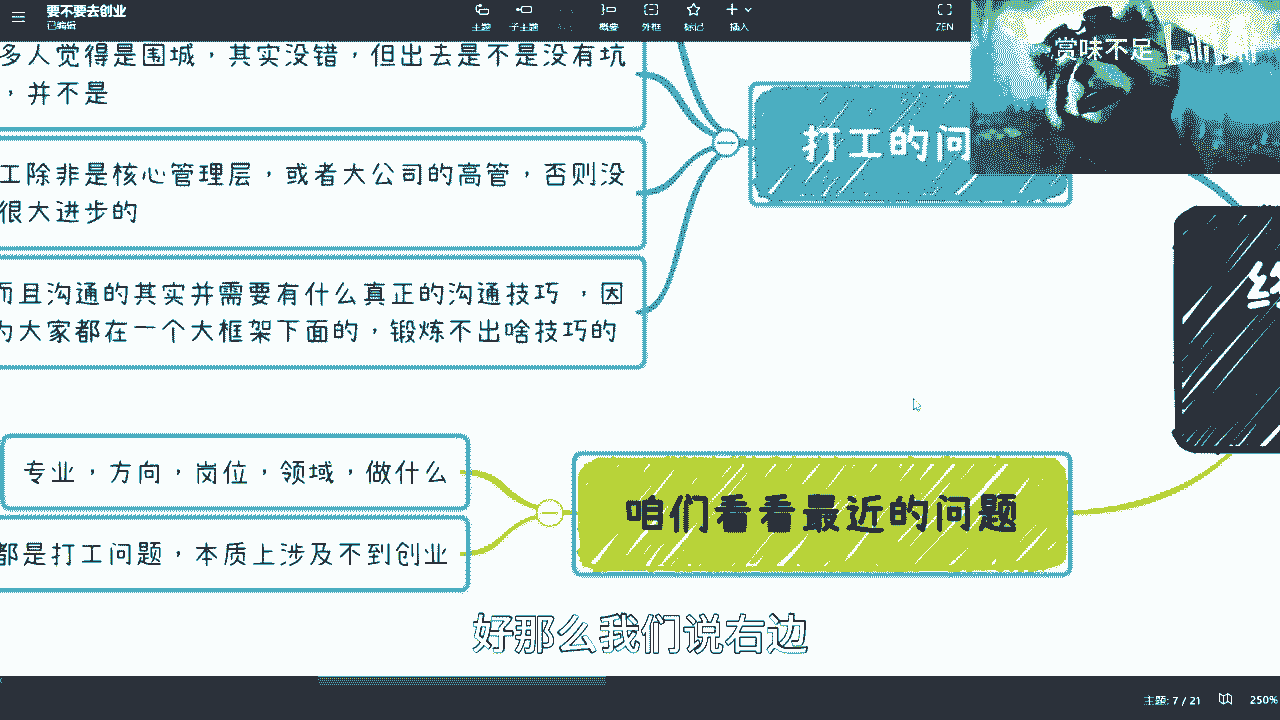 要不要去创业
已编辑
主题
子主题
概要
外框
标记
插入
ZEN
赏味不足 bilibili
多人觉得是围城，其实没错，但出去是不是没有坑
，并不是
打工的问
工除非是核心管理层，或者大公司的高管，否则没
很大进步的
而且沟通的其实并需要有什么真正的沟通技巧 ，因
为大家都在一个大框架下面的，锻炼不出啥技巧的
专业，方向，岗位，领域，做什么
咱们看看最近的问题
都是打工问题，本质上涉及不到创业
好那么我们说右边
主题: 7 / 21
250%